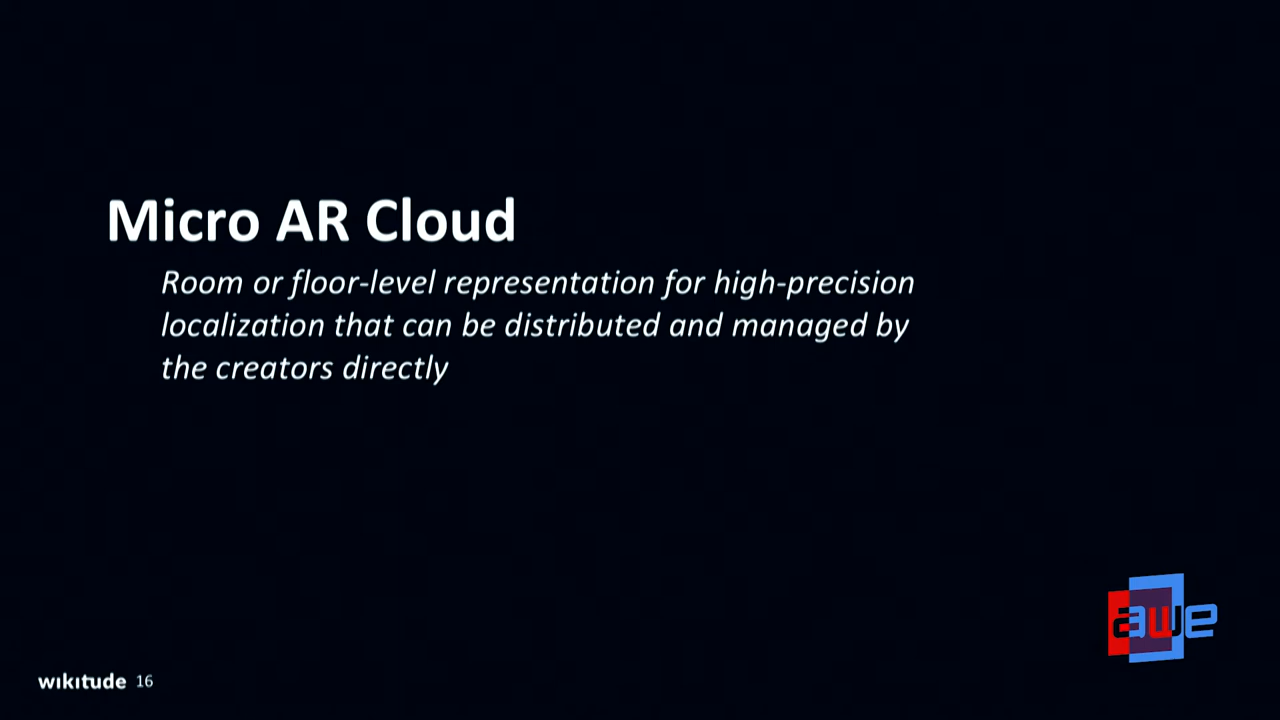 Micro AR Cloud
Room or floor-level representation for high-precision
localization that can be distributed and managed by
the creators directly
awe
wikitude 16